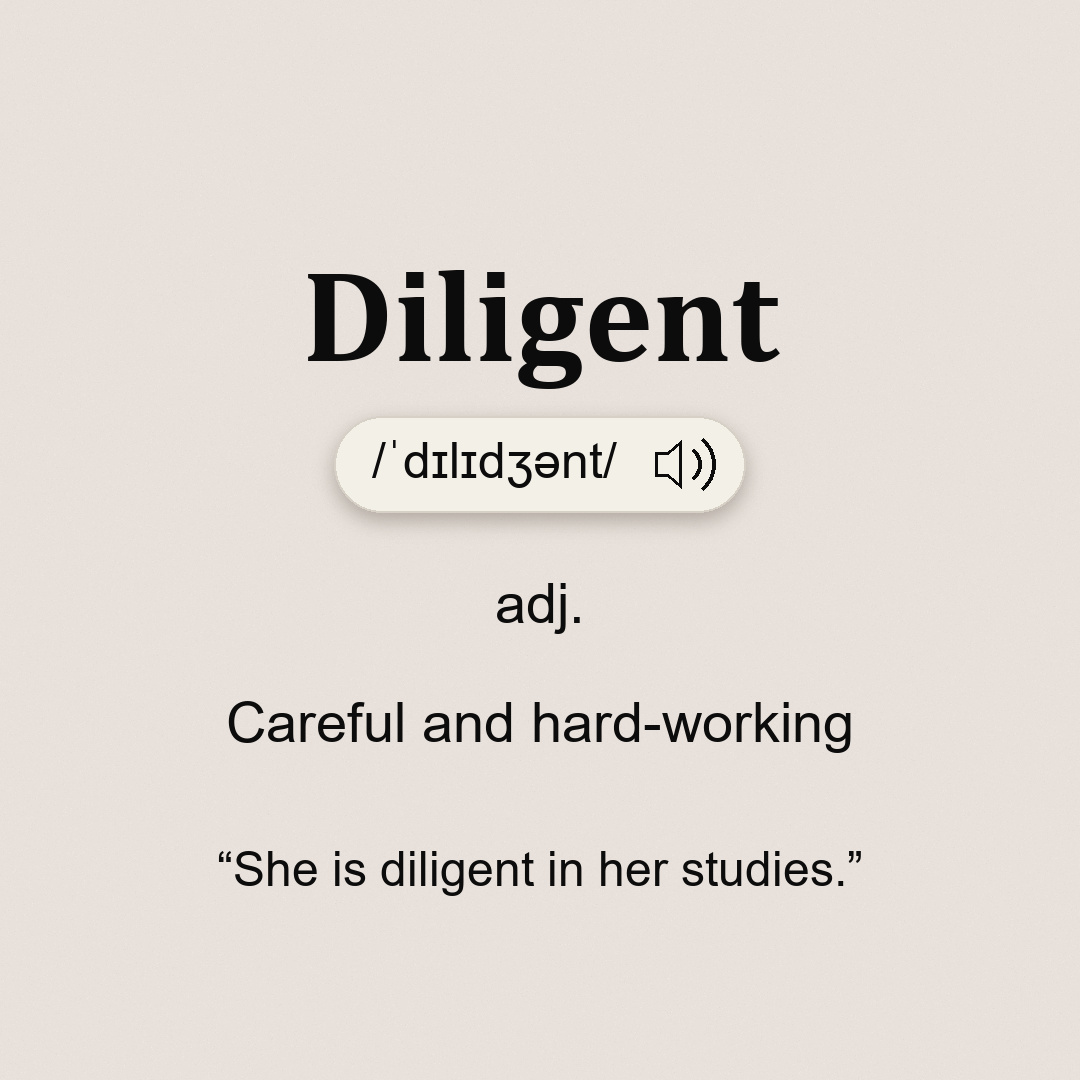 Diligent
/ˈdɪlɪdʒənt/
adj.
Careful and hard-working
“She is diligent in her studies.”